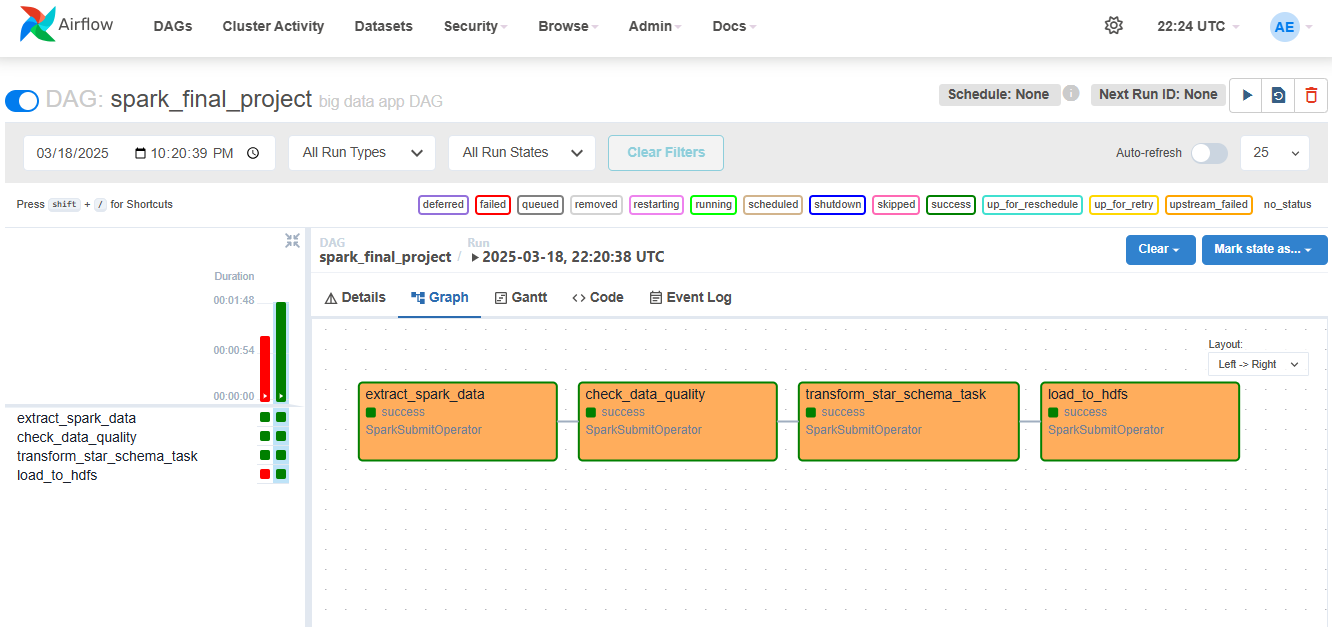 Airflow DAGs Cluster Activity Datasets Security Browse Admin Docs 22:24 UTC AE
DAG: spark_final_project big data app DAG Schedule: None i Next Run ID: None
03/18/2025 10:20:39 PM All Run Types All Run States Clear Filters Auto-refresh 25
Press shift + / for Shortcuts deferred failed queued removed restarting running scheduled shutdown skipped success up_for_reschedule up_for_retry upstream_failed no_status
DAG Run
spark_final_project / 2025-03-18, 22:20:38 UTC Clear Mark state as...
Duration
00:01:48
00:00:54
00:00:00
extract_spark_data
check_data_quality
transform_star_schema_task
load_to_hdfs
Details Graph Gantt Code Event Log
Layout:
Left -> Right
extract_spark_data
success
SparkSubmitOperator
check_data_quality
success
SparkSubmitOperator
transform_star_schema_task
success
SparkSubmitOperator
load_to_hdfs
success
SparkSubmitOperator